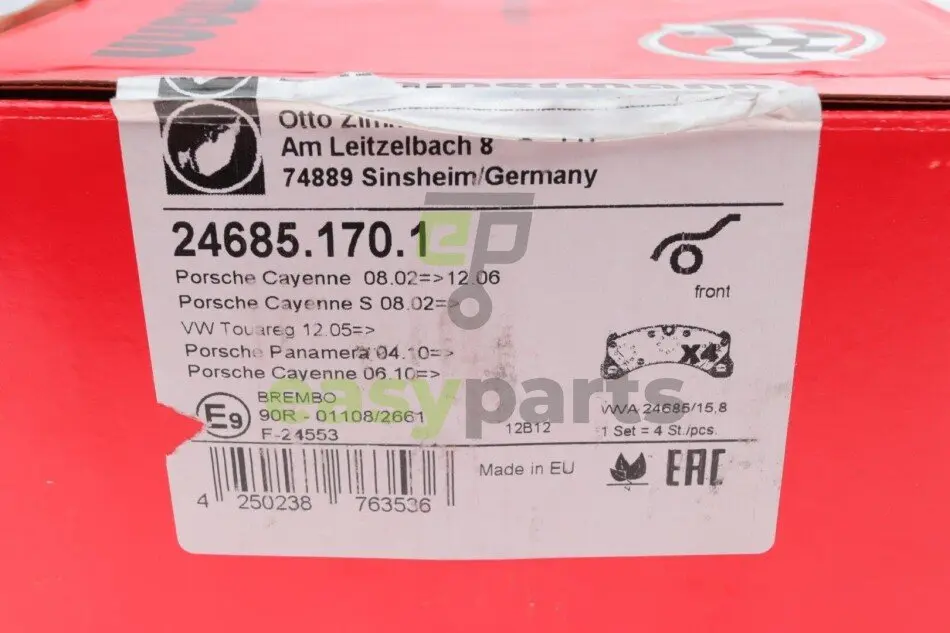 Otto
Am Leitzelbach 8
74889 Sinsheim/Germany
24685.170.1
Porsche Cayenne 08.02=>12.06
Porsche Cayenne S 08.02=>
VW Touareg 12.05=>
Porsche Panamera 04.10=>
Porsche Cayenne 06.10=>
front
X4
easyparts
E9
BREMBO
90R - 01108/2661
F-24553
12B12
WVA 24685/15,8
1 Set = 4 St./pcs.
Made in EU
EAC
4 250238 763536